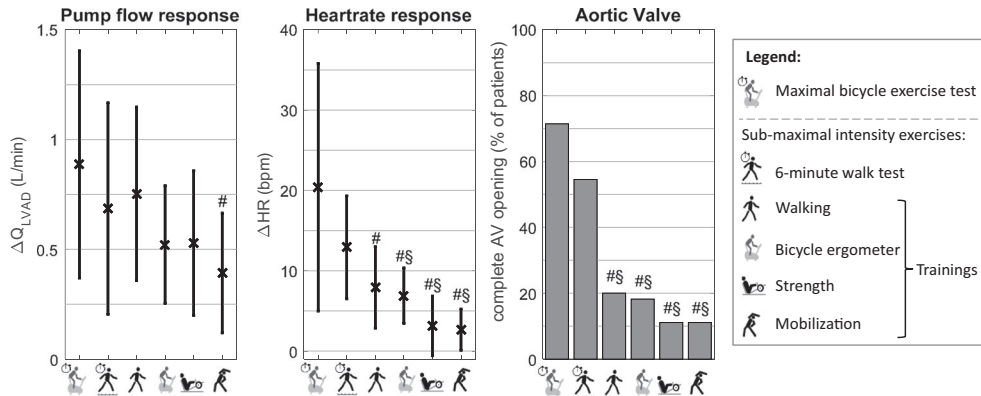 Pump flow response
ΔQLVAD (L/min)
1.5
1
0.5
0
#
Heartrate response
ΔHR (bpm)
40
30
20
10
0
#
#§
#§
#§
Aortic Valve
complete AV opening (% of patients)
100
80
60
40
20
0
#§
#§
#§
#§
Legend:
Maximal bicycle exercise test
Sub-maximal intensity exercises:
6-minute walk test
Walking
Bicycle ergometer
Strength
Mobilization
Trainings